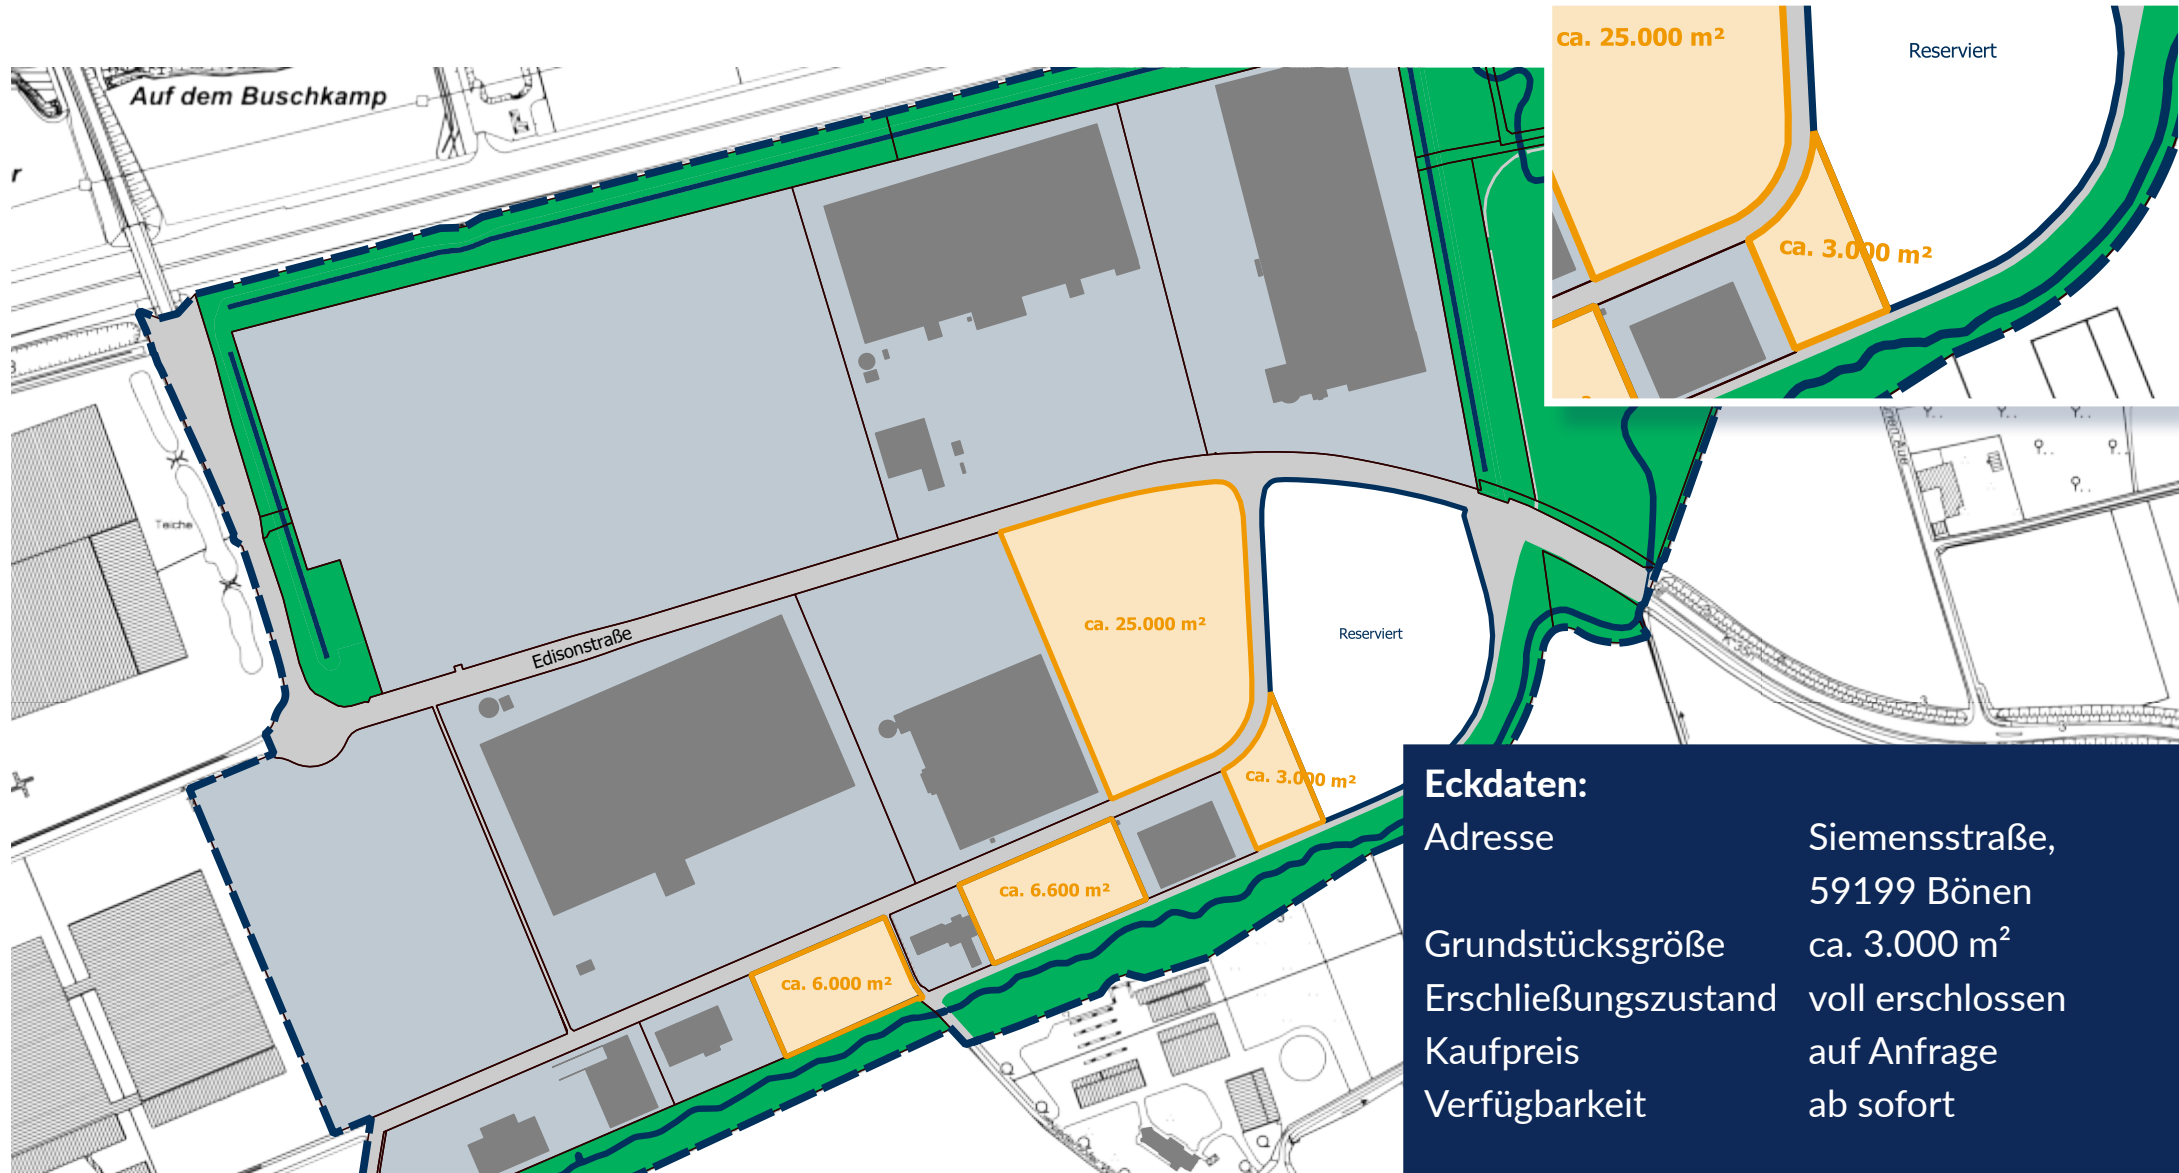 Auf dem Buschkamp
r
Teiche
Edisonstraße
ca. 25.000 m²
Reserviert
ca. 3.000 m²
ca. 6.600 m²
ca. 6.000 m²
ca. 25.000 m²
Reserviert
ca. 3.000 m²
Eckdaten:
Adresse Siemensstraße,
59199 Bönen
Grundstücksgröße ca. 3.000 m²
Erschließungszustand voll erschlossen
Kaufpreis auf Anfrage
Verfügbarkeit ab sofort